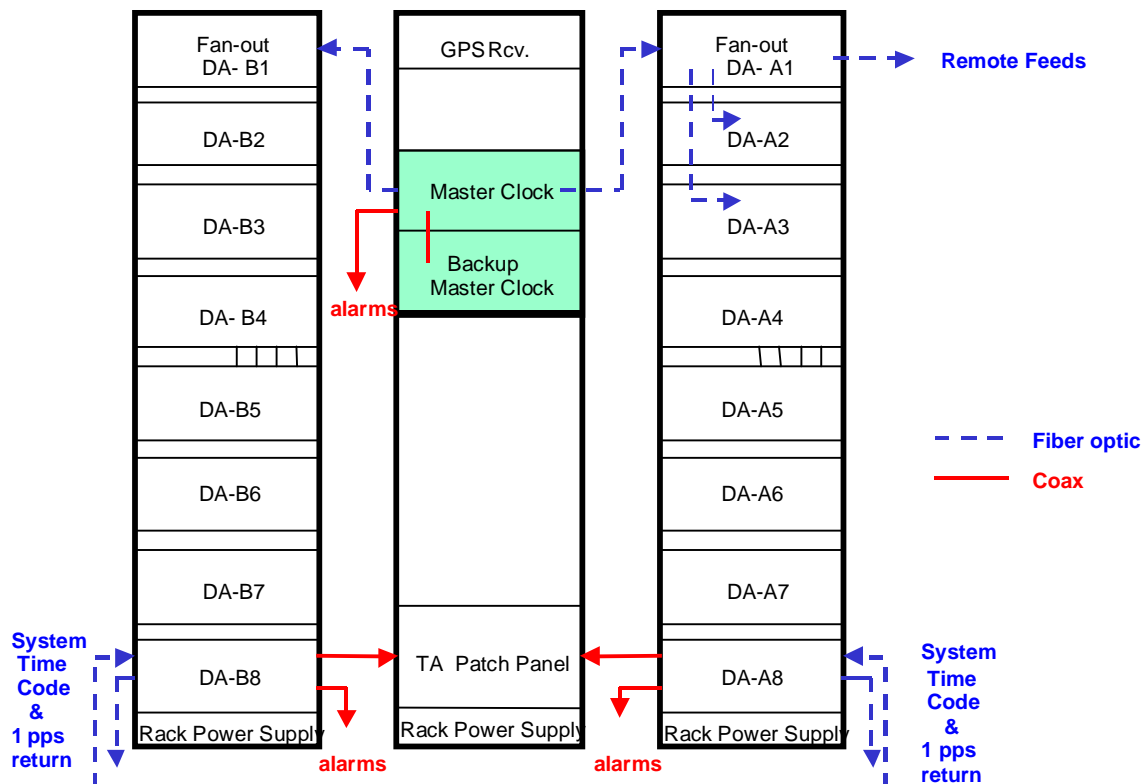 Fan-out
DA- B1
DA-B2
DA-B3
DA- B4
DA-B5
DA-B6
DA-B7
DA-B8
Rack Power Supply
System
Time
Code
&
1 pps
return
alarms
GPS Rcv.
Master Clock
Backup
Master Clock
alarms
TA Patch Panel
Rack Power Supply
Fan-out
DA- A1
DA-A2
DA-A3
DA-A4
DA-A5
DA-A6
DA-A7
DA-A8
Rack Power Supply
alarms
Remote Feeds
Fiber optic
Coax
System
Time
Code
&
1 pps
return